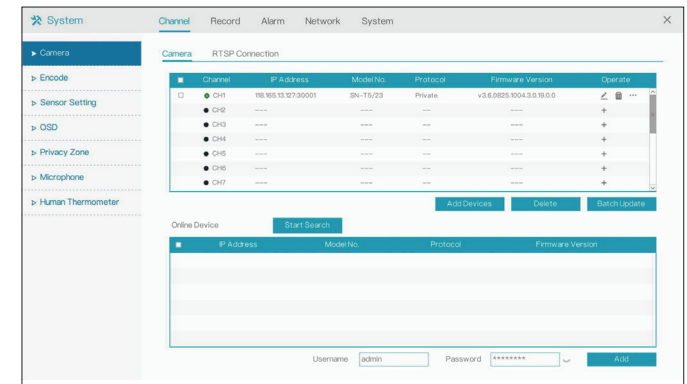 System Channel Record Alarm Network System ×
Camera
Encode
Sensor Setting
OSD
Privacy Zone
Microphone
Human Thermometer
Camera RTSP Connection
Channel IP Address Model No. Protocol Firmware Version Operate
CH1 118.165.13.127:30001 SN-T5/23 Private v3.6.0825.1004.3.0.19.0.0 ...
CH2 --- --- -- --- +
CH3 --- --- -- --- +
CH4 --- --- -- --- +
CH5 --- --- -- --- +
CH6 --- --- -- --- +
CH7 --- --- -- --- +
Add Devices Delete Batch Update
Online Device Start Search
IP Address Model No. Protocol Firmware Version
Username admin Password ******** Add